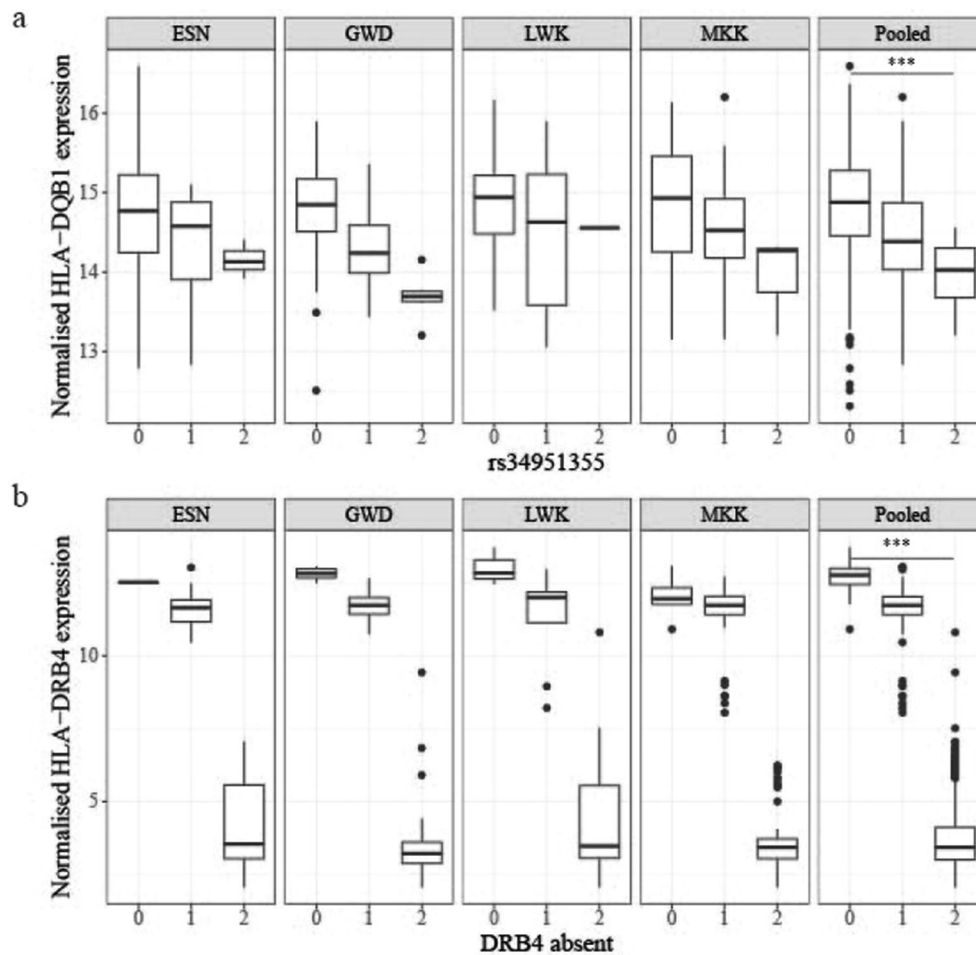 a
ESN GWD LWK MKK Pooled
***
Normalised HLA−DQB1 expression
16
15
14
13
0 1 2 0 1 2 0 1 2 0 1 2 0 1 2
rs34951355
b
ESN GWD LWK MKK Pooled
***
Normalised HLA−DRB4 expression
10
5
0 1 2 0 1 2 0 1 2 0 1 2 0 1 2
DRB4 absent